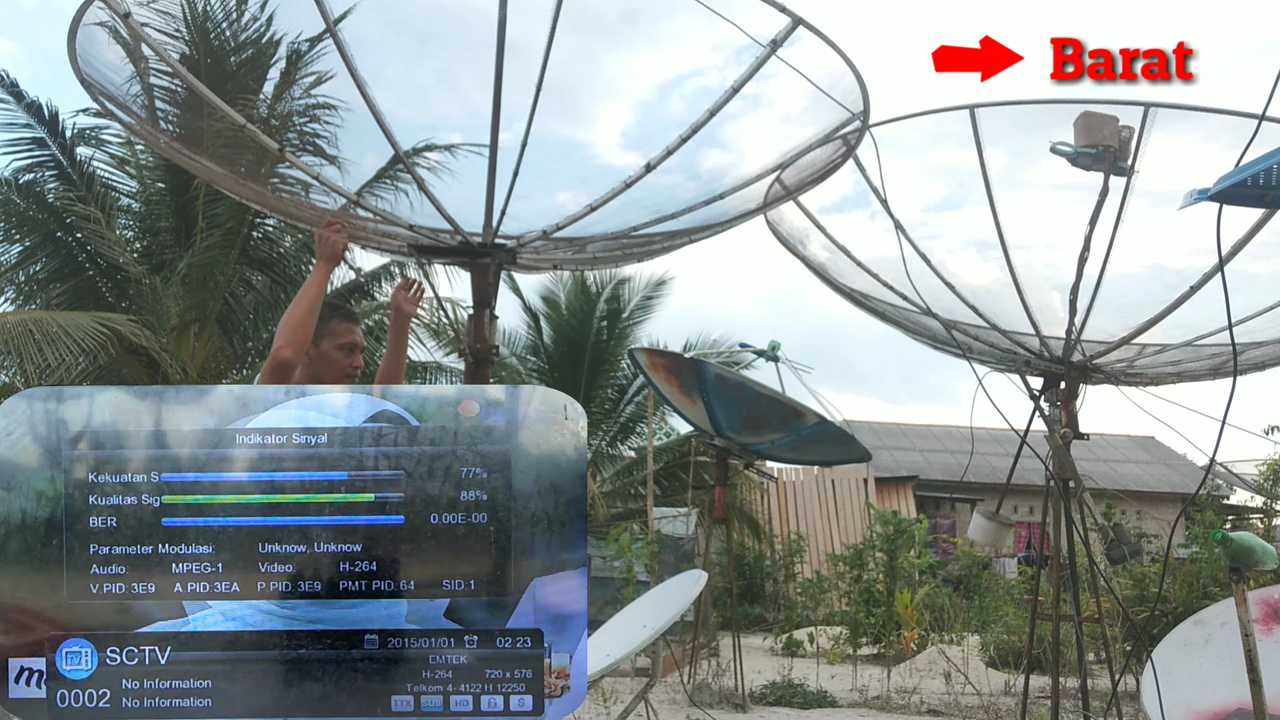 Barat
Indikator Sinyal
Kekuatan S 77%
Kualitas Sig 88%
BER 0.00E-00
Parameter Modulasi: Unknow, Unknow
Audio: MPEG-1 Video: H-264
V.PID:3E9 A.PID:3EA P.PID:3E9 PMT PID:64 SID:1
2015/01/01 02:23
TV SCTV
EMTEK
H-264 720 x 576
Telkom 4-4122 H 12250
m
0002 No Information
No Information
TTX SUB HD $